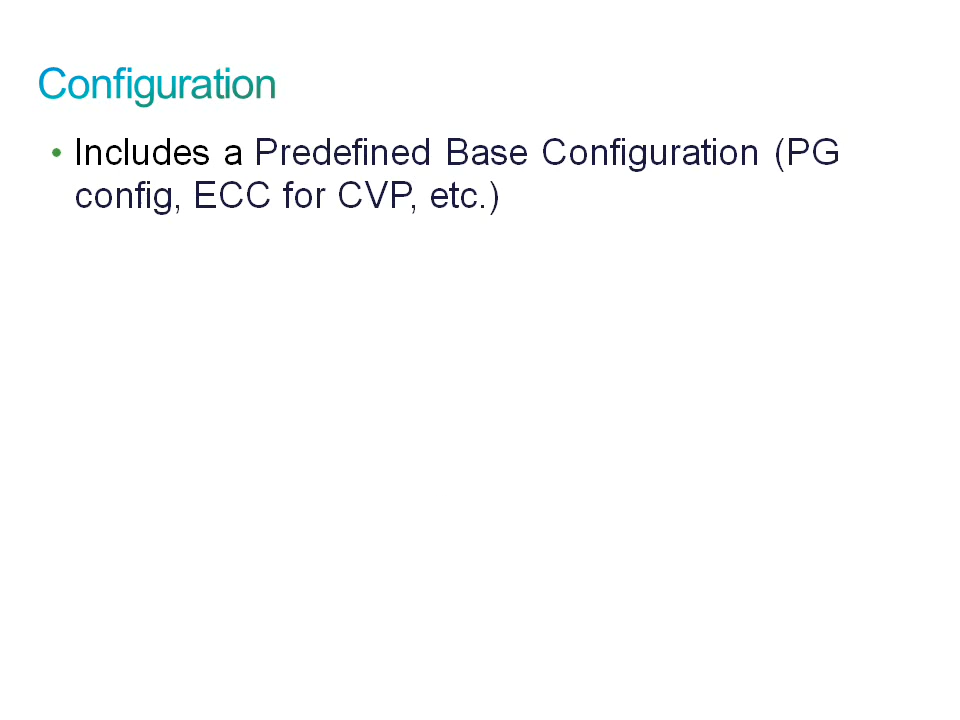 Configuration
• Includes a Predefined Base Configuration (PG
config, ECC for CVP, etc.)